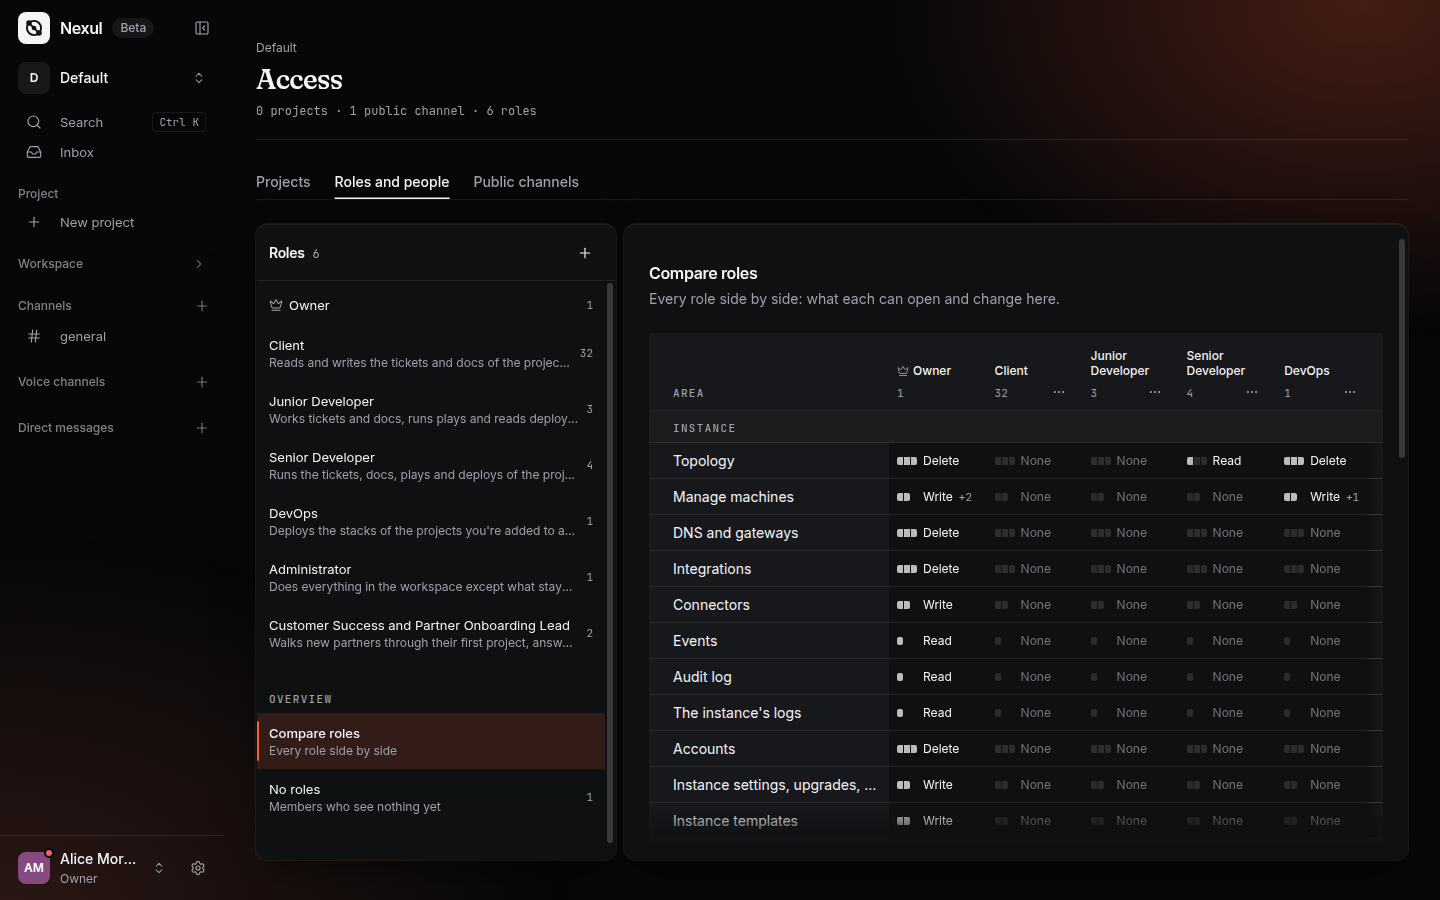 Nexul Beta
D Default
Search Ctrl K
Inbox
Project
New project
Workspace
Channels
general
Voice channels
Direct messages
AM Alice Mor...
Owner
Default
Access
0 projects · 1 public channel · 6 roles
Projects Roles and people Public channels
Roles 6
Owner 1
Client
Reads and writes the tickets and docs of the projec... 32
Junior Developer
Works tickets and docs, runs plays and reads deploy... 3
Senior Developer
Runs the tickets, docs, plays and deploys of the proj... 4
DevOps
Deploys the stacks of the projects you're added to a... 1
Administrator
Does everything in the workspace except what stay... 1
Customer Success and Partner Onboarding Lead
Walks new partners through their first project, answ... 2
OVERVIEW
Compare roles
Every role side by side
No roles
Members who see nothing yet 1
Compare roles
Every role side by side: what each can open and change here.
AREA Owner 1 Client 32 Junior Developer 3 Senior Developer 4 DevOps 1
INSTANCE
Topology Delete None None Read Delete
Manage machines Write +2 None None None Write +1
DNS and gateways Delete None None None None
Integrations Delete None None None None
Connectors Write None None None None
Events Read None None None None
Audit log Read None None None None
The instance's logs Read None None None None
Accounts Delete None None None None
Instance settings, upgrades, ... Write None None None None
Instance templates Write None None None None